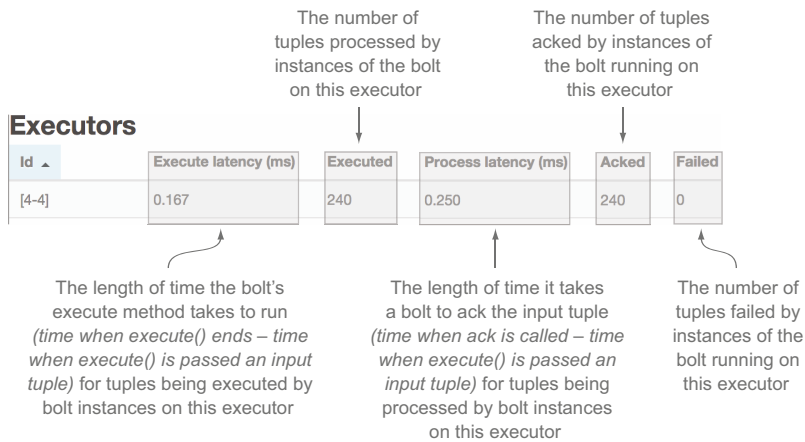 The number of
tuples processed by
instances of the bolt
on this executor
The number of tuples
acked by instances of
the bolt running on
this executor
Executors
Id
Execute latency (ms)
Executed
Process latency (ms)
Acked
Failed
[4-4]
0.167
240
0.250
240
0
The length of time the bolt’s
execute method takes to run
(time when execute() ends – time
when execute() is passed an input
tuple) for tuples being executed by
bolt instances on this executor
The length of time it takes
a bolt to ack the input tuple
(time when ack is called – time
when execute() is passed an
input tuple) for tuples being
processed by bolt instances
on this executor
The number of
tuples failed by
instances of the
bolt running on
this executor